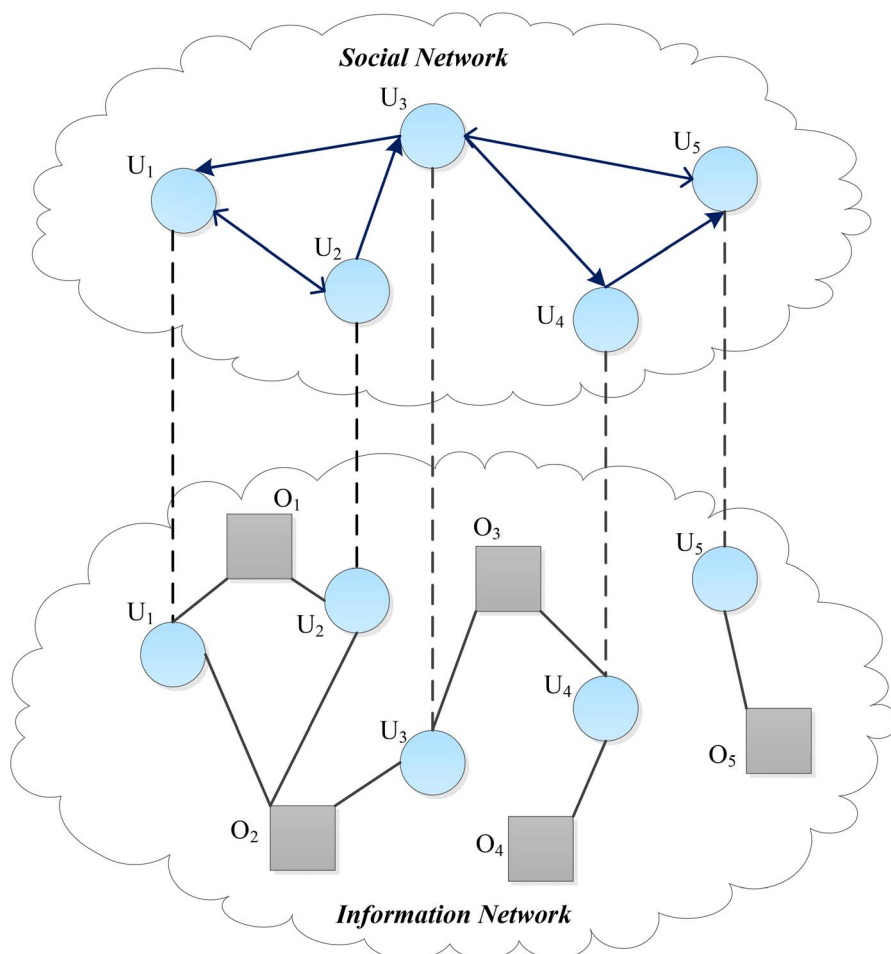 Social Network
U₃
U₁
U₅
U₂
U₄
O₁
O₃
U₅
U₁
U₂
U₄
U₃
O₅
O₂
O₄
Information Network